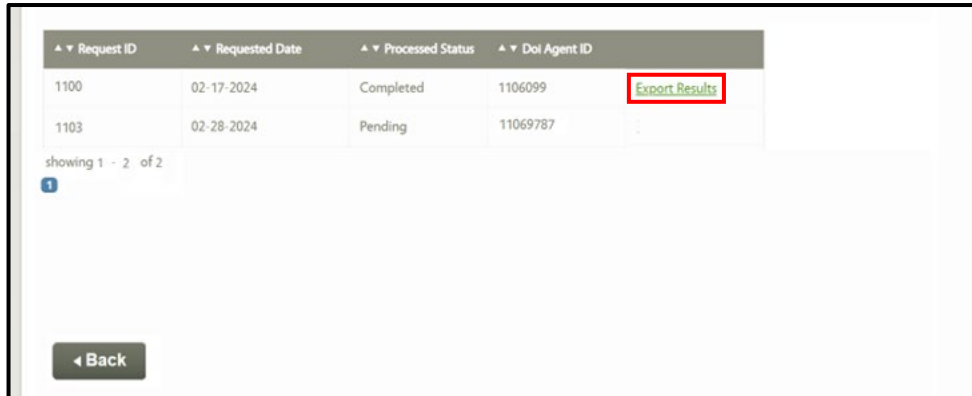 ▲▼ Request ID ▲▼ Requested Date ▲▼ Processed Status ▲▼ DoI Agent ID
1100 02-17-2024 Completed 1106099 Export Results
1103 02-28-2024 Pending 11069787
showing 1 - 2 of 2
1
◄ Back